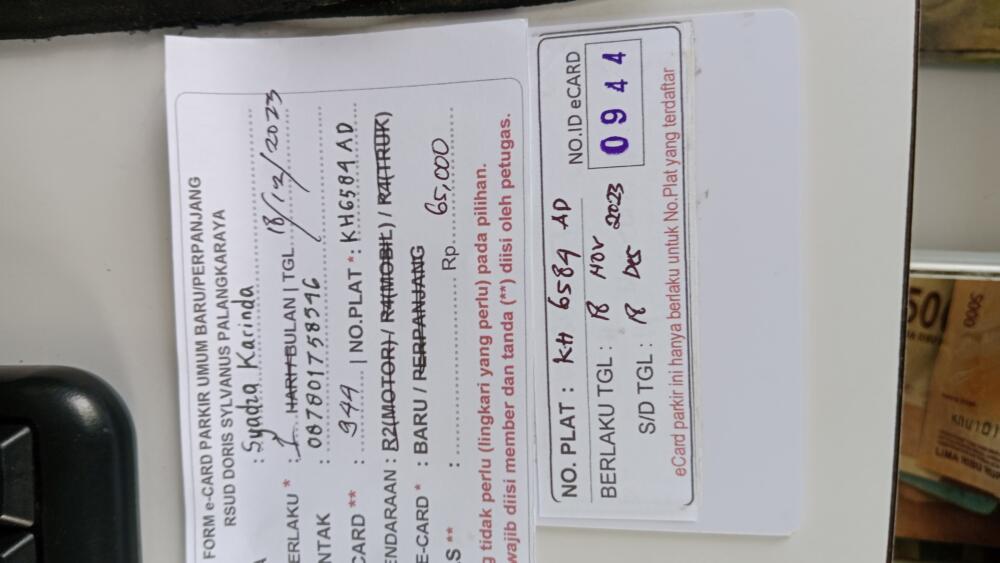 FORM e-CARD PARKIR UMUM BARU/PERPANJANG
RSUD DORIS SYLVANUS PALANGKARAYA
A : Syadza Karinda
ERLAKU * : 1 HARI / BULAN | TGL. 18/12/2023
NTAK : 087801758596
CARD ** : 944 | NO.PLAT *: KH6589AD
ENDARAAN : R2(MOTOR) / R4(MOBIL) / R4(TRUK)
E-CARD * : BARU / PERPANJANG
S ** : Rp. 65,000
g tidak perlu (lingkari yang perlu) pada pilihan.
wajib diisi member dan tanda (**) diisi oleh petugas.
NO. PLAT : KH 6589 AD NO.ID eCARD
BERLAKU TGL : 18 NOV 2023 0944
S/D TGL : 18 Des
eCard parkir ini hanya berlaku untuk No.Plat yang terdaftar
5000
LIMA